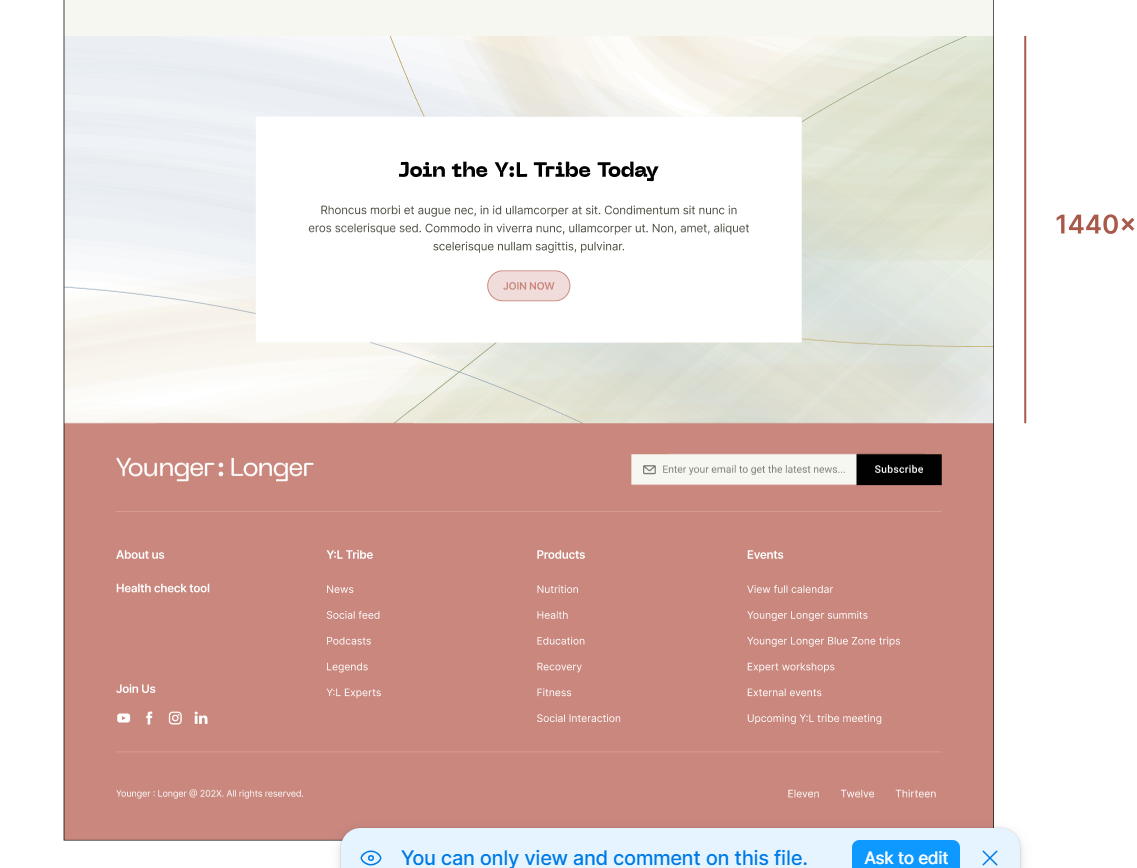 Join the Y:L Tribe Today
Rhoncus morbi et augue nec, in id ullamcorper at sit. Condimentum sit nunc in
eros scelerisque sed. Commodo in viverra nunc, ullamcorper ut. Non, amet, aliquet
scelerisque nullam sagittis, pulvinar.
JOIN NOW
1440×
Younger : Longer
Enter your email to get the latest news...
Subscribe
About us
Health check tool
Join Us
Y:L Tribe
News
Social feed
Podcasts
Legends
Y:L Experts
Products
Nutrition
Health
Education
Recovery
Fitness
Social Interaction
Events
View full calendar
Younger Longer summits
Younger Longer Blue Zone trips
Expert workshops
External events
Upcoming Y:L tribe meeting
Younger : Longer @ 202X. All rights reserved.
Eleven
Twelve
Thirteen
You can only view and comment on this file.
Ask to edit